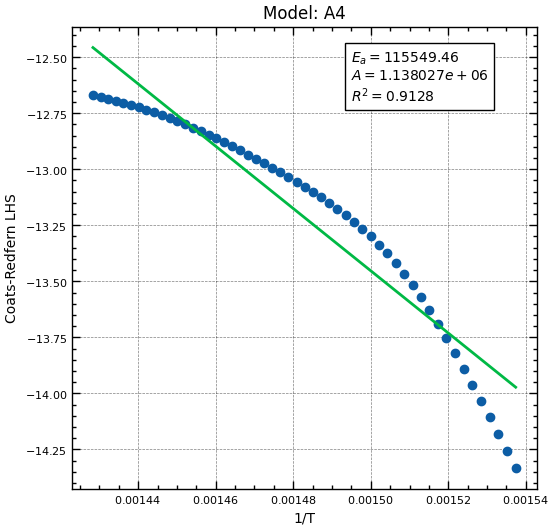 Model: A4
E_a = 115549.46
A = 1.138027e + 06
R² = 0.9128
Coats-Redfern LHS
−12.50
−12.75
−13.00
−13.25
−13.50
−13.75
−14.00
−14.25
0.00144 0.00146 0.00148 0.00150 0.00152 0.00154
1/T